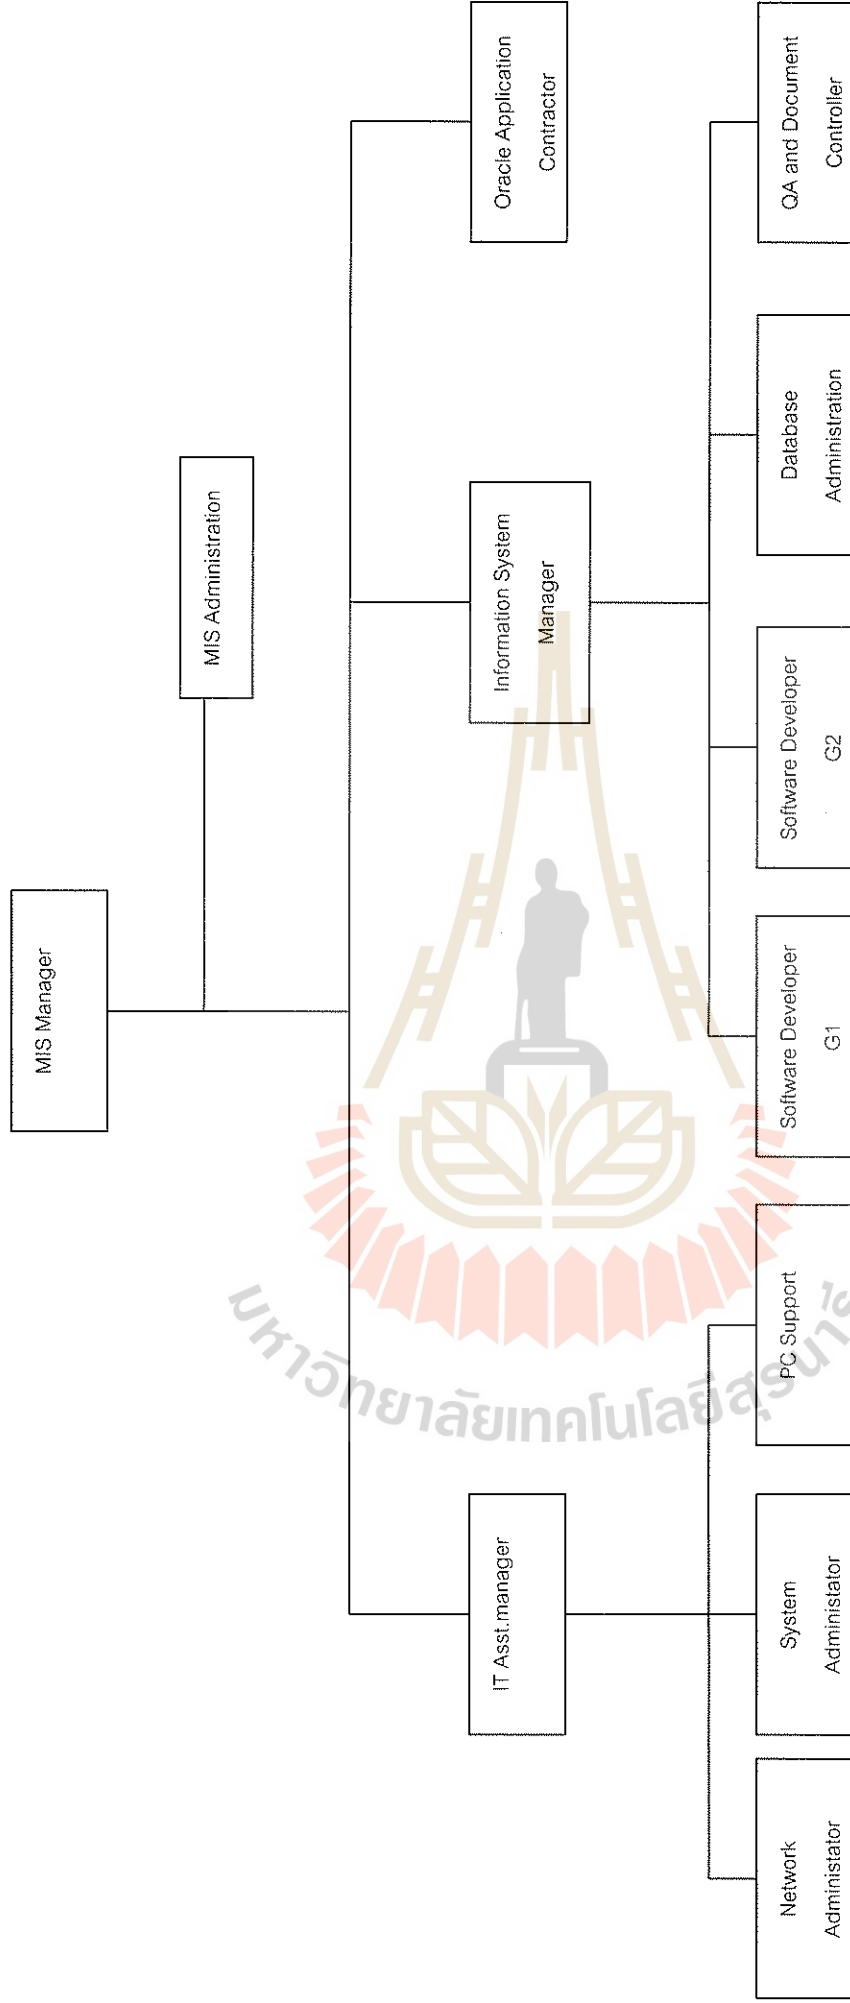 MIS Manager
MIS Administration
IT Asst.manager
Information System
Manager
Oracle Application
Contractor
Network
Administator
System
Administator
PC Support
Software Developer
G1
Software Developer
G2
Database
Administration
QA and Document
Controller
มหาวิทยาลัยเทคโนโลยีสุรนารี